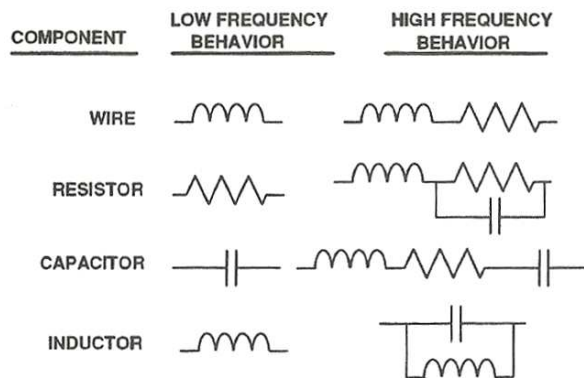 COMPONENT
LOW FREQUENCY
BEHAVIOR
HIGH FREQUENCY
BEHAVIOR
WIRE
RESISTOR
CAPACITOR
INDUCTOR